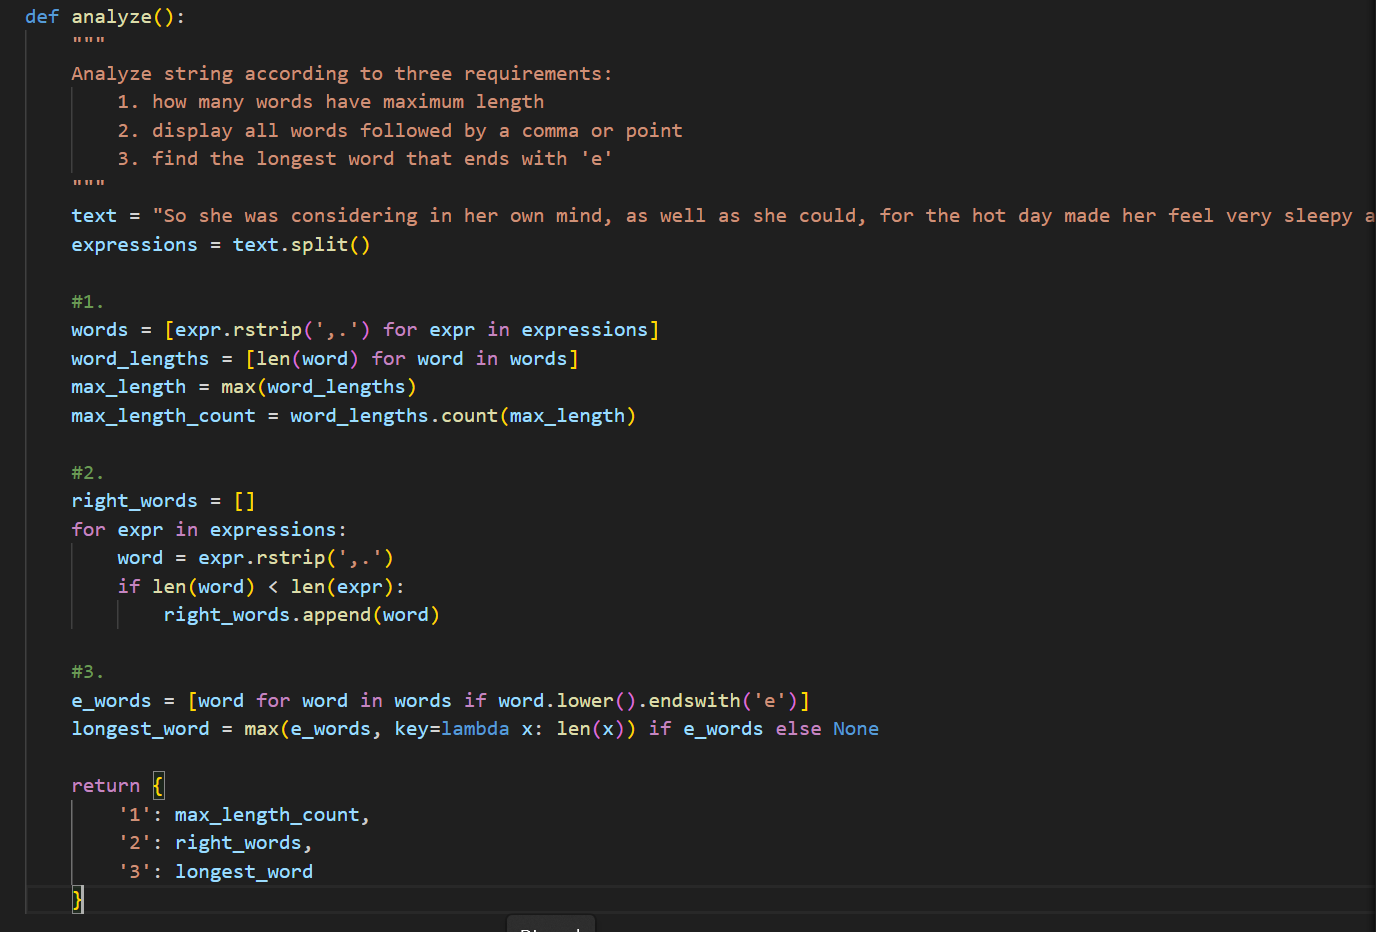 def analyze():
    """
    Analyze string according to three requirements:
        1. how many words have maximum length
        2. display all words followed by a comma or point
        3. find the longest word that ends with 'e'
    """
    text = "So she was considering in her own mind, as well as she could, for the hot day made her feel very sleepy a
    expressions = text.split()

    #1.
    words = [expr.rstrip(',.') for expr in expressions]
    word_lengths = [len(word) for word in words]
    max_length = max(word_lengths)
    max_length_count = word_lengths.count(max_length)

    #2.
    right_words = []
    for expr in expressions:
        word = expr.rstrip(',.')
        if len(word) < len(expr):
            right_words.append(word)

    #3.
    e_words = [word for word in words if word.lower().endswith('e')]
    longest_word = max(e_words, key=lambda x: len(x)) if e_words else None

    return {
        '1': max_length_count,
        '2': right_words,
        '3': longest_word
    }